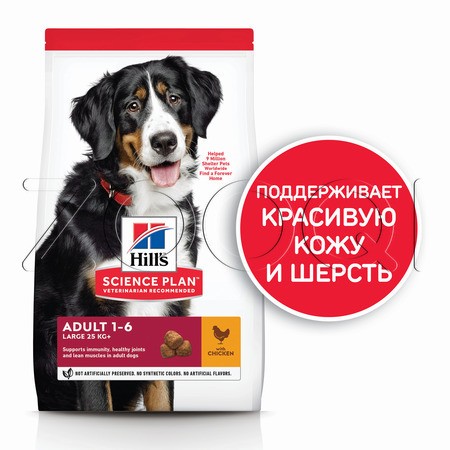 Helped
9 Million
Shelter Pets
Worldwide
Find a Forever
Home
ZOOQI
Hill's
SCIENCE PLAN™
VETERINARIAN RECOMMENDED
ADULT 1-6
LARGE 25 KG+
Supports immunity, healthy joints
and lean muscles in adult dogs
with
CHICKEN
NOT ARTIFICIALLY PRESERVED. NO SYNTHETIC COLORS. NO ARTIFICIAL FLAVORS.
ПОДДЕРЖИВАЕТ
КРАСИВУЮ
КОЖУ
И ШЕРСТЬ